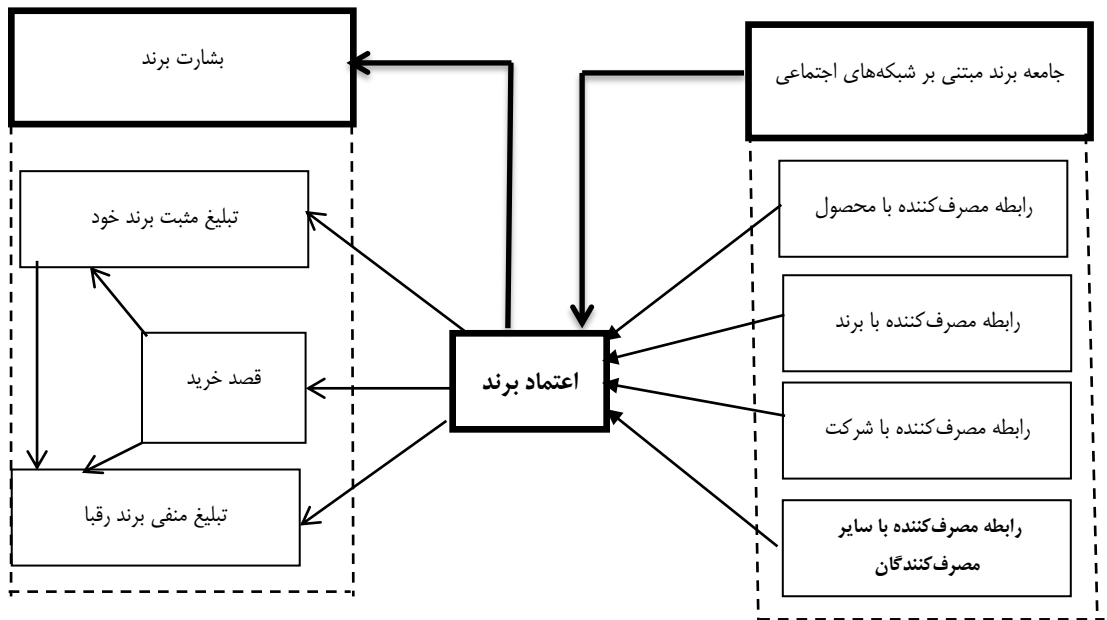 جامعه برند مبتنی بر شبکه‌های اجتماعی
رابطه مصرف‌کننده با محصول
رابطه مصرف‌کننده با برند
رابطه مصرف‌کننده با شرکت
رابطه مصرف‌کننده با سایر
مصرف‌کنندگان
اعتماد برند
بشارت برند
تبلیغ مثبت برند خود
قصد خرید
تبلیغ منفی برند رقبا